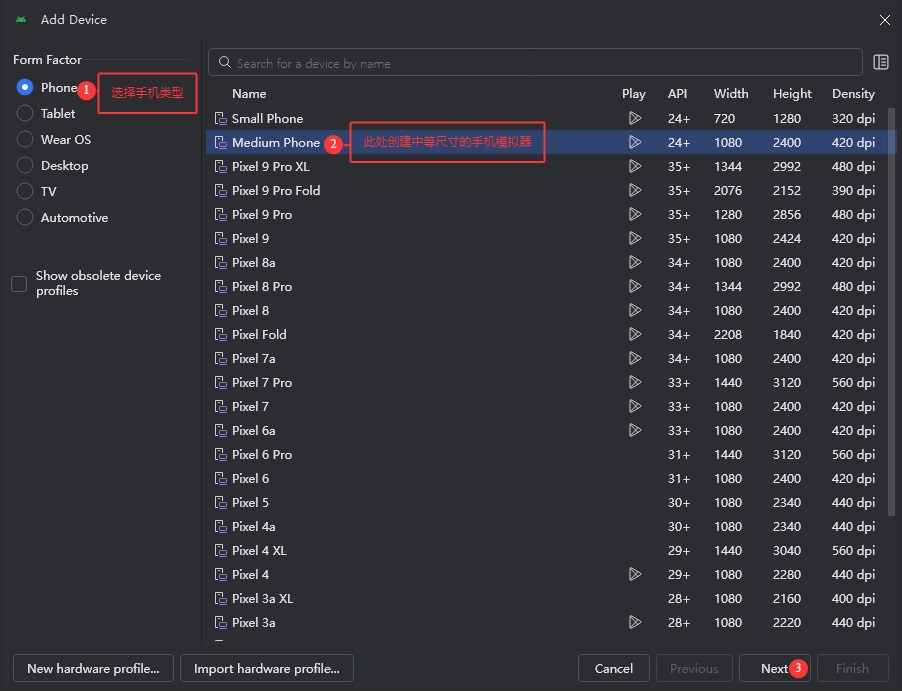 Add Device
Form Factor
Phone 1 选择手机类型
Tablet
Wear OS
Desktop
TV
Automotive
Show obsolete device
profiles
Search for a device by name
Name Play API Width Height Density
Small Phone 24+ 720 1280 320 dpi
Medium Phone 2 此处创建中等尺寸的手机模拟器 24+ 1080 2400 420 dpi
Pixel 9 Pro XL 35+ 1344 2992 480 dpi
Pixel 9 Pro Fold 35+ 2076 2152 390 dpi
Pixel 9 Pro 35+ 1280 2856 480 dpi
Pixel 9 35+ 1080 2424 420 dpi
Pixel 8a 34+ 1080 2400 420 dpi
Pixel 8 Pro 34+ 1344 2992 480 dpi
Pixel 8 34+ 1080 2400 420 dpi
Pixel Fold 34+ 2208 1840 420 dpi
Pixel 7a 34+ 1080 2400 420 dpi
Pixel 7 Pro 33+ 1440 3120 560 dpi
Pixel 7 33+ 1080 2400 420 dpi
Pixel 6a 33+ 1080 2400 420 dpi
Pixel 6 Pro 31+ 1440 3120 560 dpi
Pixel 6 31+ 1080 2400 420 dpi
Pixel 5 30+ 1080 2340 440 dpi
Pixel 4a 30+ 1080 2340 440 dpi
Pixel 4 XL 29+ 1440 3040 560 dpi
Pixel 4 29+ 1080 2280 440 dpi
Pixel 3a XL 28+ 1080 2160 400 dpi
Pixel 3a 28+ 1080 2220 440 dpi
New hardware profile... Import hardware profile... Cancel Previous Next 3 Finish